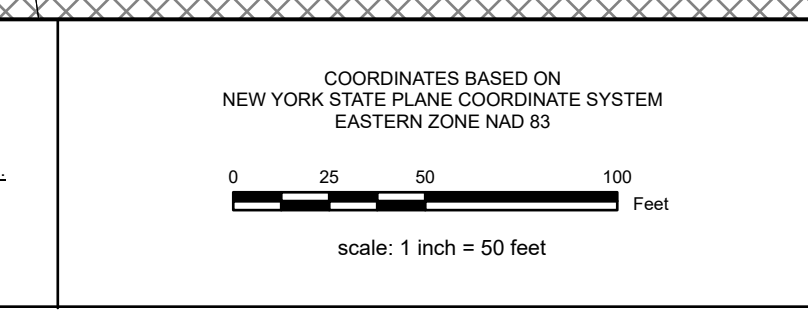 COORDINATES BASED ON
NEW YORK STATE PLANE COORDINATE SYSTEM
EASTERN ZONE NAD 83
0 25 50 100
Feet
scale: 1 inch = 50 feet